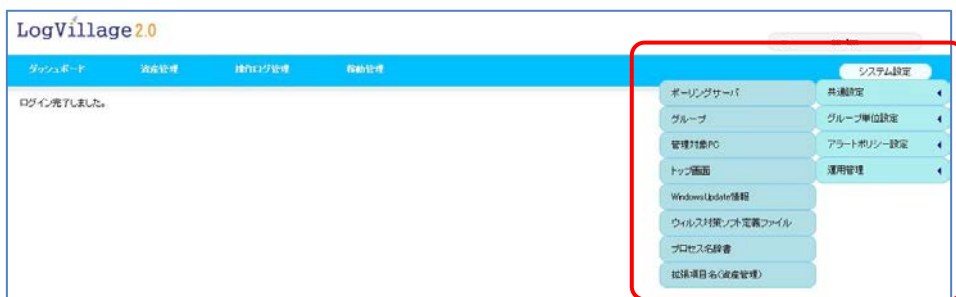 LogVillage 2.0
ダッシュボード 資産管理 操作ログ管理 稼動管理 システム設定
ログイン完了しました。
ポーリングサーバ 共通設定
グループ グループ単位設定
管理対象PC アラートポリシー設定
トップ画面 運用管理
WindowsUpdate情報
ウィルス対策ソフト定義ファイル
プロセス名辞書
拡張項目名(資産管理)